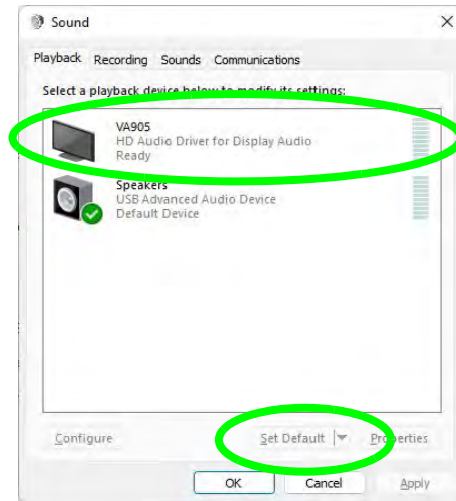 Sound
Playback Recording Sounds Communications
Select a playback device below to modify its settings:
VA905
HD Audio Driver for Display Audio
Ready
Speakers
USB Advanced Audio Device
Default Device
Configure Set Default Properties
OK Cancel Apply